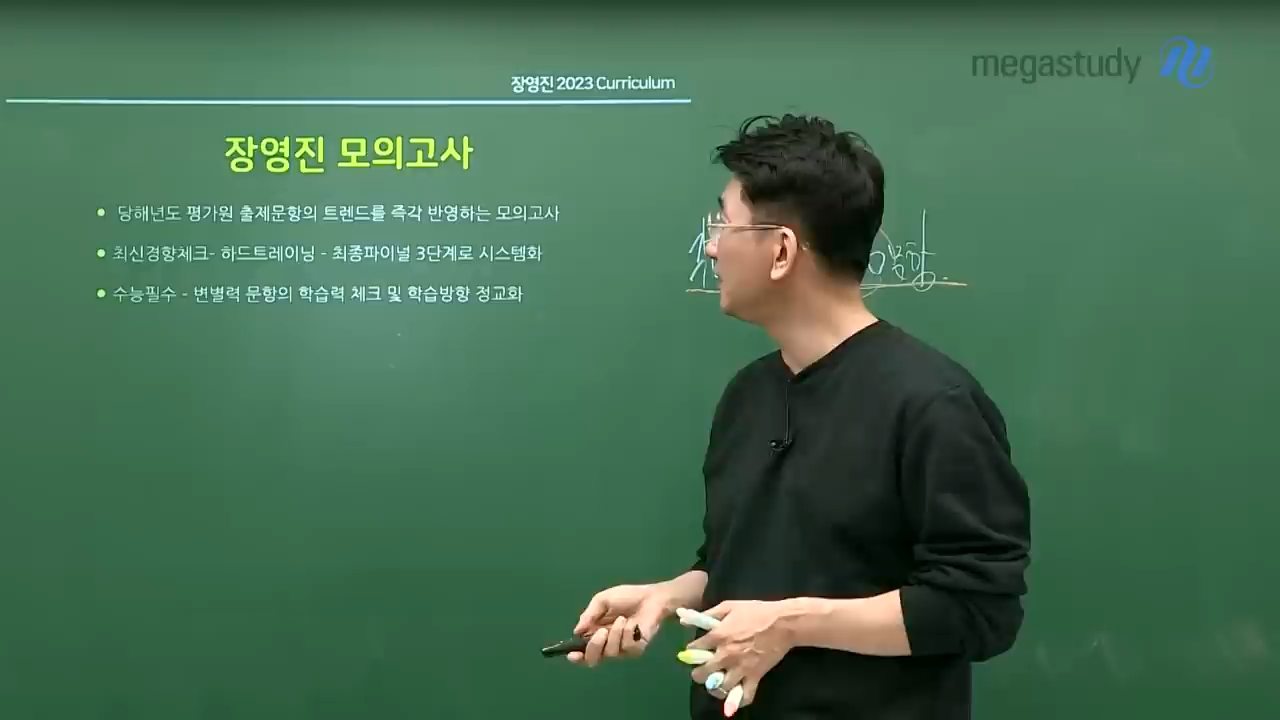 megastudy
장영진 2023 Curriculum
장영진 모의고사
당해년도 평가원 출제문항의 트렌드를 즉각 반영하는 모의고사
최신경향체크- 하드트레이닝 - 최종파이널 3단계로 시스템화
수능필수 - 변별력 문항의 학습력 체크 및 학습방향 정교화